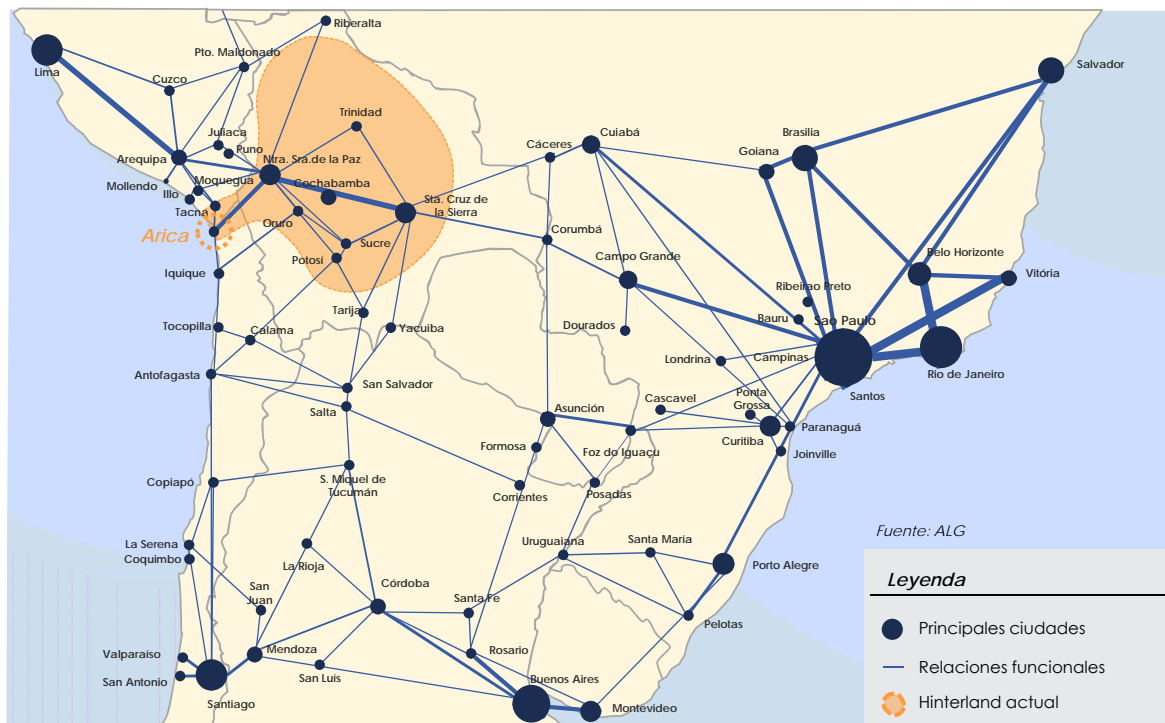 Riberalta
Pto. Maldonado
Lima
Cuzco
Salvador
Trinidad
Juliaca
Puno
Arequipa
Ntra. Sra.de la Paz
Cuiabá
Cáceres
Brasilia
Goiana
Mollendo
Moquegua
Illo
Cochabamba
Tacna
Sta. Cruz de
la Sierra
Arica
Oruro
Sucre
Corumbá
Potosí
Campo Grande
Belo Horizonte
Vitória
Iquique
Ribeirao Preto
Bauru
Sao Paulo
Tarija
Yacuiba
Dourados
Tocopilla
Calama
Londrina
Campinas
Rio de Janeiro
Antofagasta
San Salvador
Santos
Salta
Asunción
Cascavel
Ponta
Grossa
Paranaguá
Curitiba
Formosa
Foz do Iguaçu
Joinville
Copiapó
S. Miquel de
Tucumán
Corrientes
Posadas
Fuente: ALG
La Serena
Coquimbo
La Rioja
Uruguaiana
Santa María
Porto Alegre
San
Juan
Córdoba
Santa Fe
Pelotas
Valparaíso
Mendoza
Rosario
San Antonio
San Luís
Buenos Aires
Santiago
Montevideo
Leyenda
Principales ciudades
Relaciones funcionales
Hinterland actual